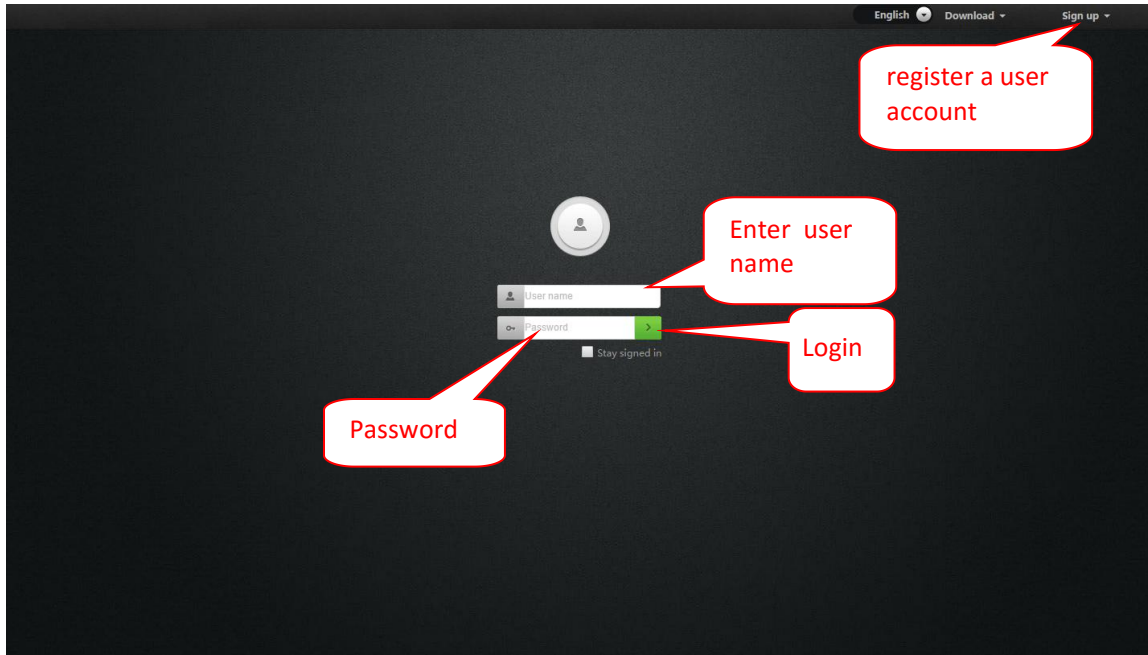 English Download Sign up
register a user
account
Enter user
name
User name
Password
Login
Stay signed in
Password